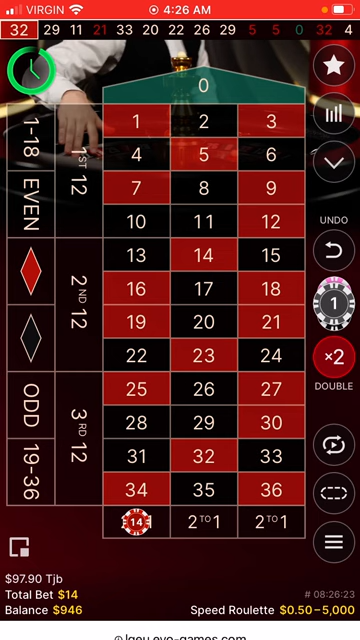 VIRGIN 4:26 AM
32 29 11 21 33 20 22 26 29 5 5 0 32 4
0
1 2 3
4 5 6
7 8 9
10 11 12
13 14 15
16 17 18
19 20 21
22 23 24
25 26 27
28 29 30
31 32 33
34 35 36
14 2 TO 1 2 TO 1
1ST 12
2ND 12
3RD 12
1-18
EVEN
ODD
19-36
UNDO
1
×2
DOUBLE
$97.90 Tjb
Total Bet $14
# 08:26:23
Balance $946
Speed Roulette $0.50–5,000
lgeu.evo-games.com